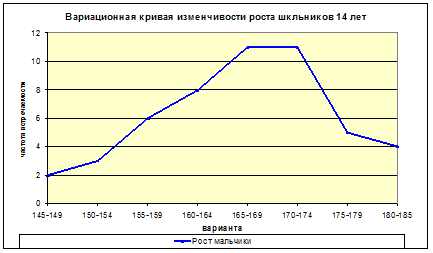 Вариационная кривая изменчивости роста шкльников 14 лет
частота встречаемости
12
10
8
6
4
2
0
145-149 150-154 155-159 160-164 165-169 170-174 175-179 180-185
варианта
Рост мальчики